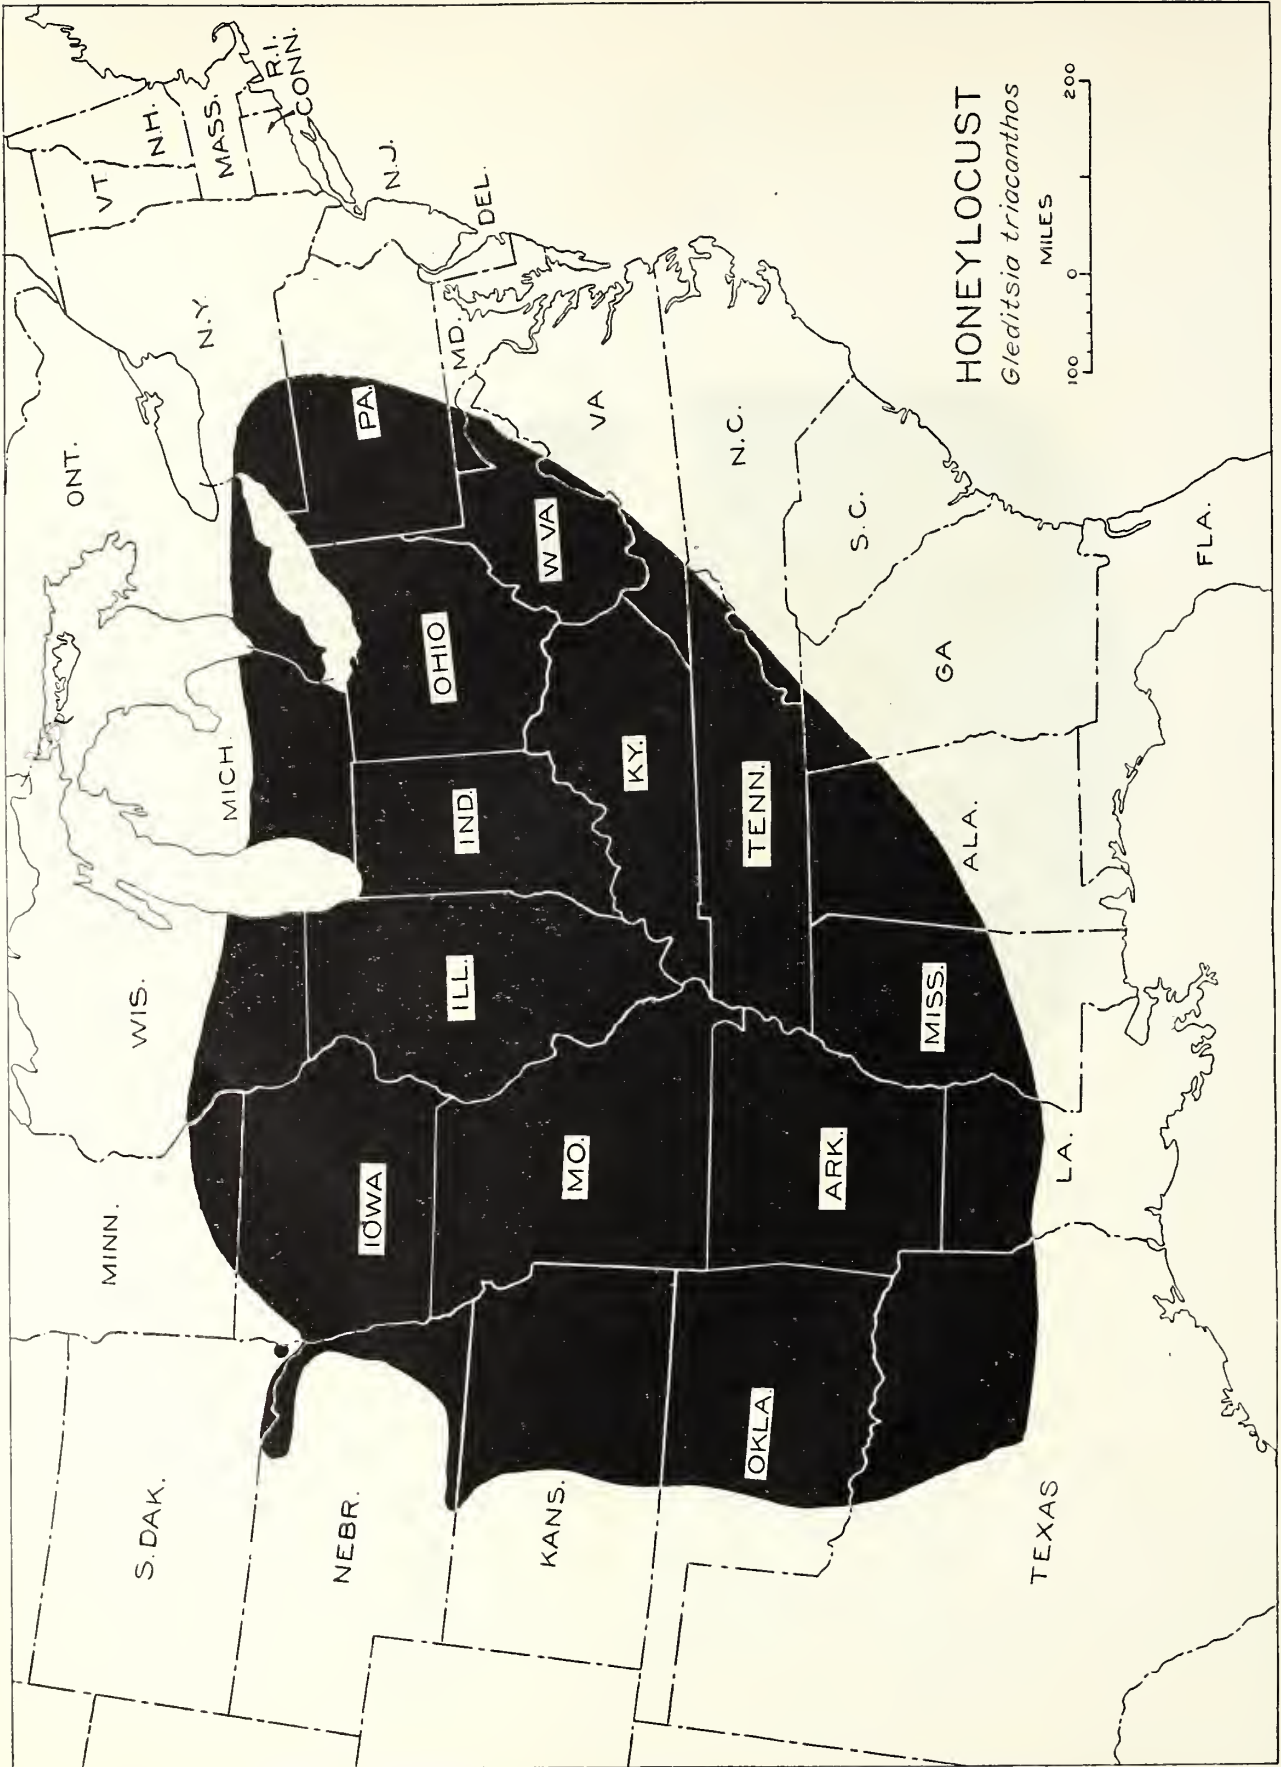 ONT.
VT.
N.H.
MASS.
R.I.
CONN.
N.Y.
N.J.
PA.
MD.
DEL.
MINN.
WIS.
MICH.
S.DAK.
NEBR.
IOWA
ILL.
IND.
OHIO
W VA
VA
KANS.
MO.
KY.
N.C.
OKLA.
ARK.
TENN.
S.C.
TEXAS
LA.
MISS.
ALA.
GA
FLA.
HONEYLOCUST
Gleditsia triacanthos
MILES
100 0 200